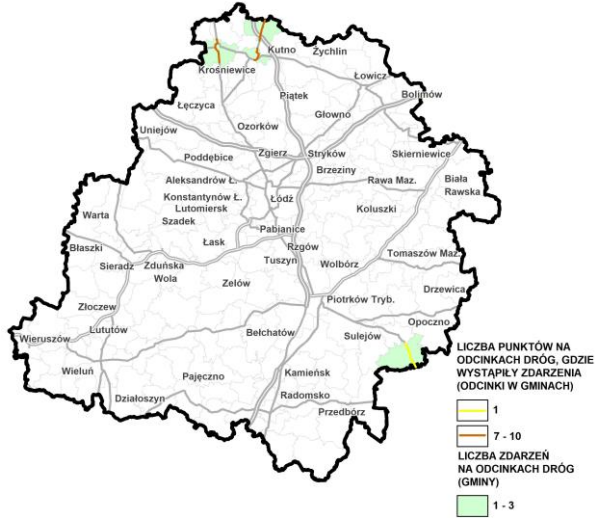 Kutno
Żychlin
Krośniewice
Łowicz
Piątek
Bolimów
Łęczyca
Głowno
Ozorków
Uniejów
Zgierz
Stryków
Skierniewice
Poddębice
Brzeziny
Aleksandrów Ł.
Rawa Maz.
Biała
Rawska
Konstantynów Ł.
Łódź
Lutomiersk
Koluszki
Warta
Szadek
Pabianice
Błaszki
Łask
Rzgów
Tomaszów Maz.
Sieradz
Zduńska
Wola
Tuszyn
Wolbórz
Zelów
Drzewica
Piotrków Tryb.
Złoczew
Opoczno
Lututów
Bełchatów
Sulejów
Wieruszów
Wieluń
Pajęczno
Kamieńsk
Działoszyn
Radomsko
Przedbórz
LICZBA PUNKTÓW NA
ODCINKACH DRÓG, GDZIE
WYSTĄPIŁY ZDARZENIA
(ODCINKI W GMINACH)
1
7 - 10
LICZBA ZDARZEŃ
NA ODCINKACH DRÓG
(GMINY)
1 - 3